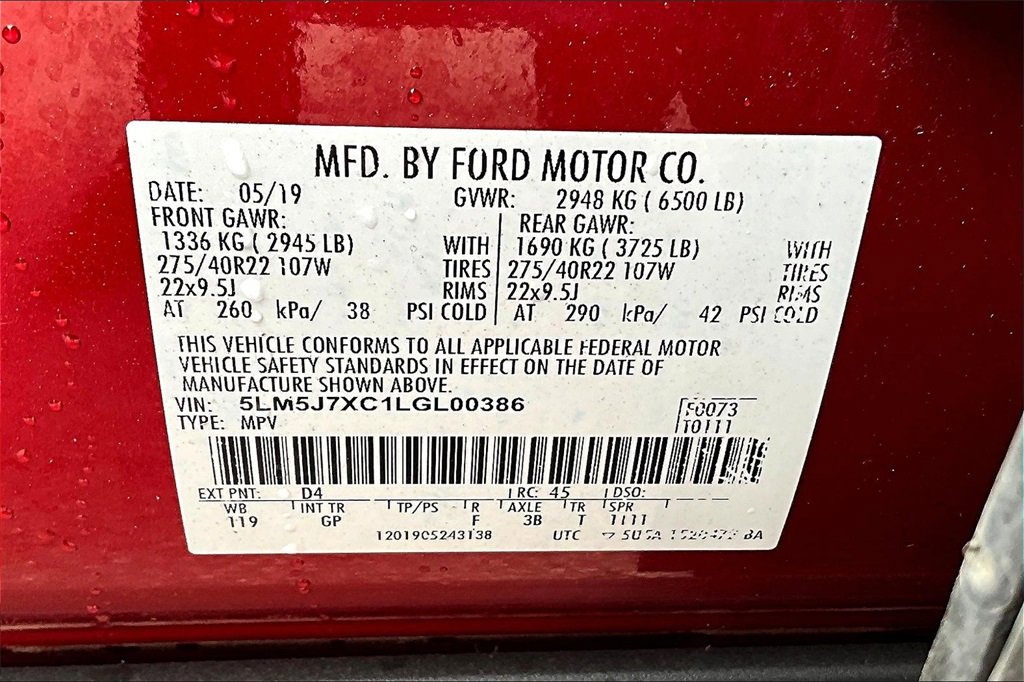 MFD. BY FORD MOTOR CO.
DATE: 05/19 GVWR: 2948 KG ( 6500 LB)
FRONT GAWR: REAR GAWR:
1336 KG ( 2945 LB) WITH 1690 KG ( 3725 LB) WITH
275/40R22 107W TIRES 275/40R22 107W TIRES
22x9.5J RIMS 22x9.5J RIMS
AT 260 kPa/ 38 PSI COLD AT 290 kPa/ 42 PSI COLD
THIS VEHICLE CONFORMS TO ALL APPLICABLE FEDERAL MOTOR
VEHICLE SAFETY STANDARDS IN EFFECT ON THE DATE OF
MANUFACTURE SHOWN ABOVE.
VIN: 5LM5J7XC1LGL00386 F0073
TYPE: MPV T0111
EXT PNT: D4 RC: 45 DSO:
WB INT TR TP/PS R AXLE TR SPR
119 GP F 3B T 1111
1201905243138 UTC